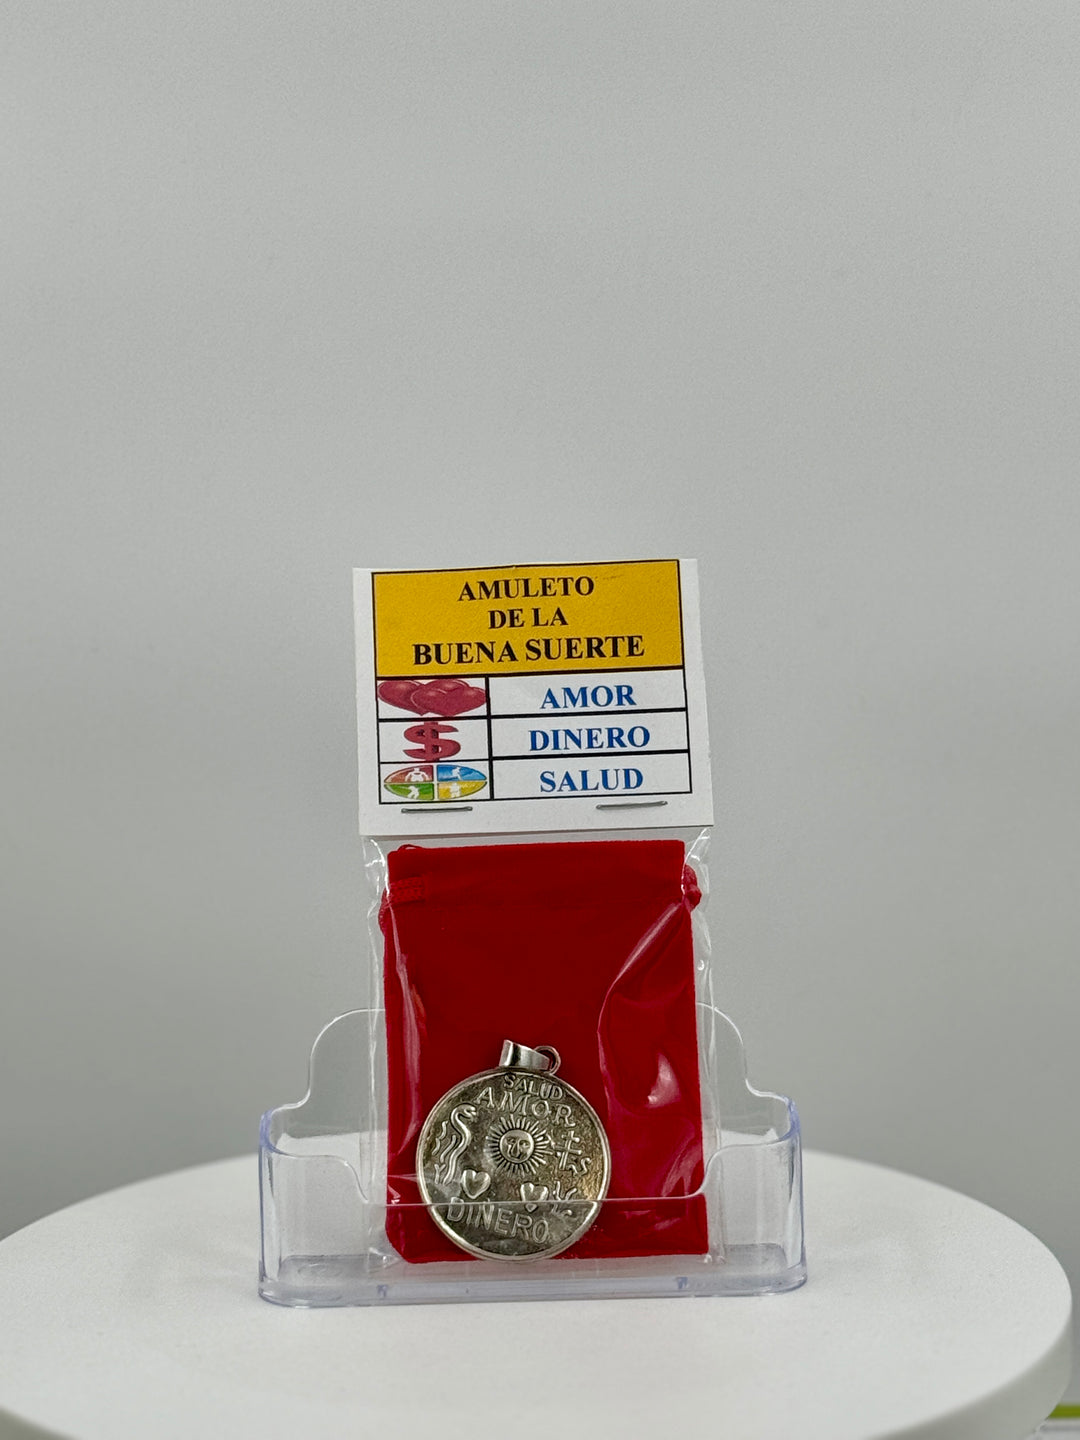 AMULETO
DE LA
BUENA SUERTE
AMOR
$ DINERO
SALUD
SALUD
AMOR
DINERO